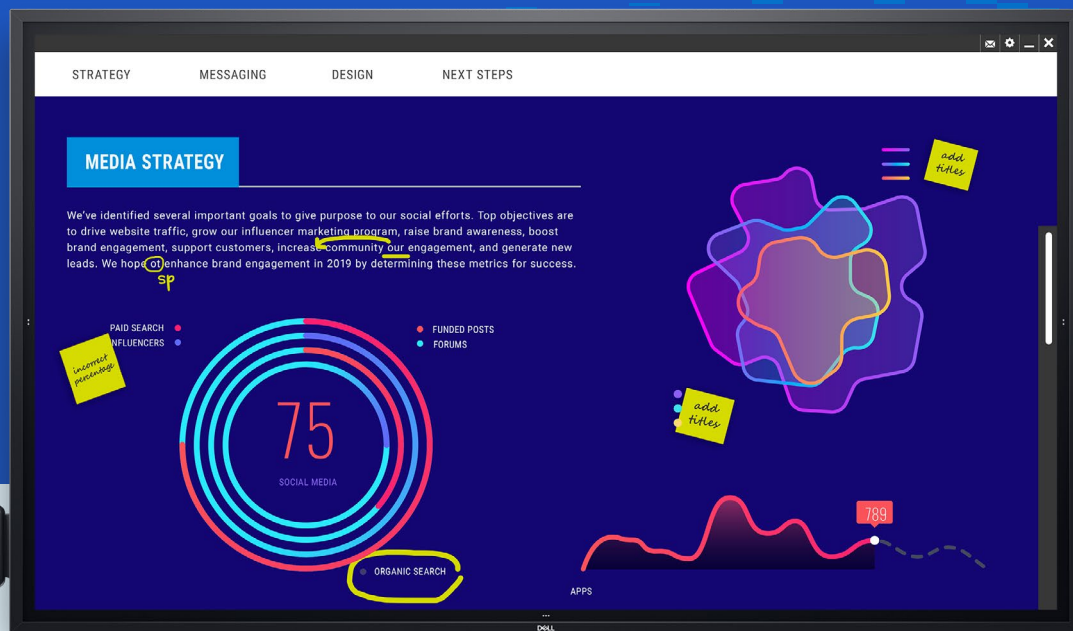 STRATEGY MESSAGING DESIGN NEXT STEPS
MEDIA STRATEGY
We've identified several important goals to give purpose to our social efforts. Top objectives are
to drive website traffic, grow our influencer marketing program, raise brand awareness, boost
brand engagement, support customers, increase community our engagement, and generate new
leads. We hope ot enhance brand engagement in 2019 by determining these metrics for success.
sp
add
titles
PAID SEARCH
NFLUENCERS
incorrect
percentage
FUNDED POSTS
FORUMS
75
SOCIAL MEDIA
ORGANIC SEARCH
add
titles
789
APPS
DELL